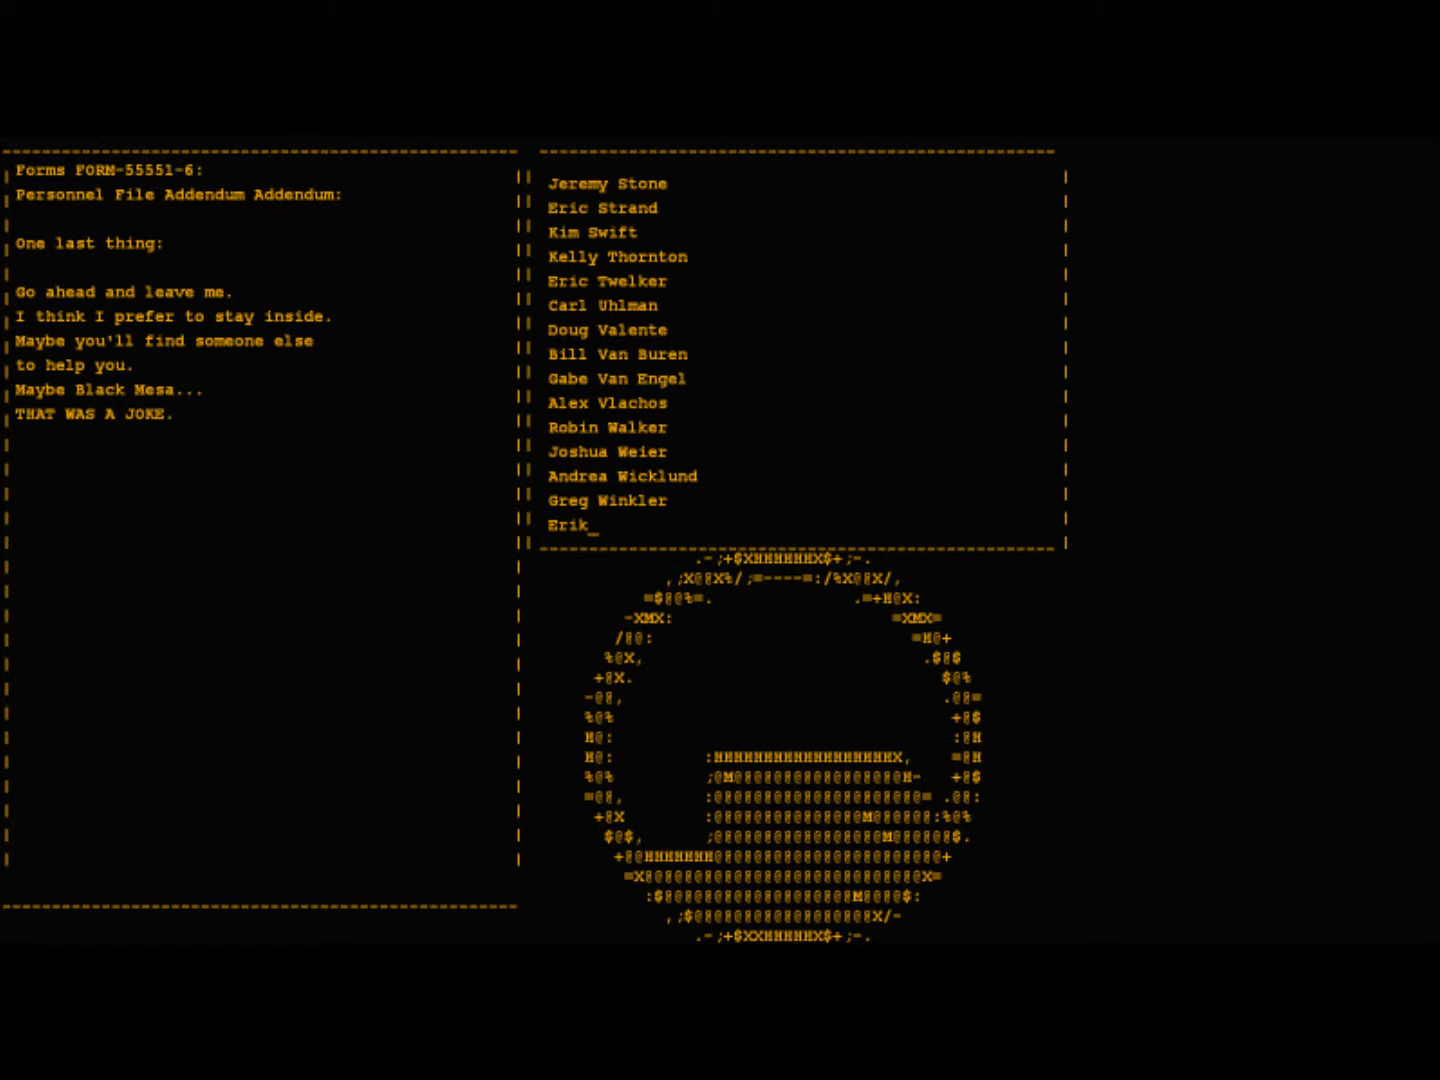 Forms FORM-55551-6:
Personnel File Addendum Addendum:
One last thing:
Go ahead and leave me.
I think I prefer to stay inside.
Maybe you'll find someone else
to help you.
Maybe Black Mesa...
THAT WAS A JOKE.
Jeremy Stone
Eric Strand
Kim Swift
Kelly Thornton
Eric Twelker
Carl Uhlman
Doug Valente
Bill Van Buren
Gabe Van Engel
Alex Vlachos
Robin Walker
Joshua Weier
Andrea Wicklund
Greg Winkler
Erik_